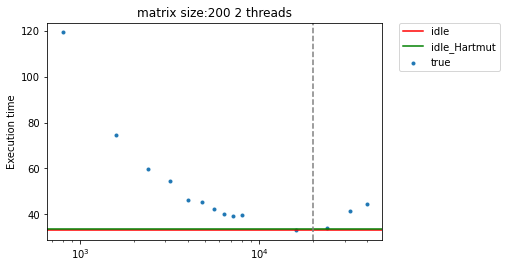 matrix size:200 2 threads
Execution time
120
100
80
60
40
10³
10⁴
idle
idle_Hartmut
true